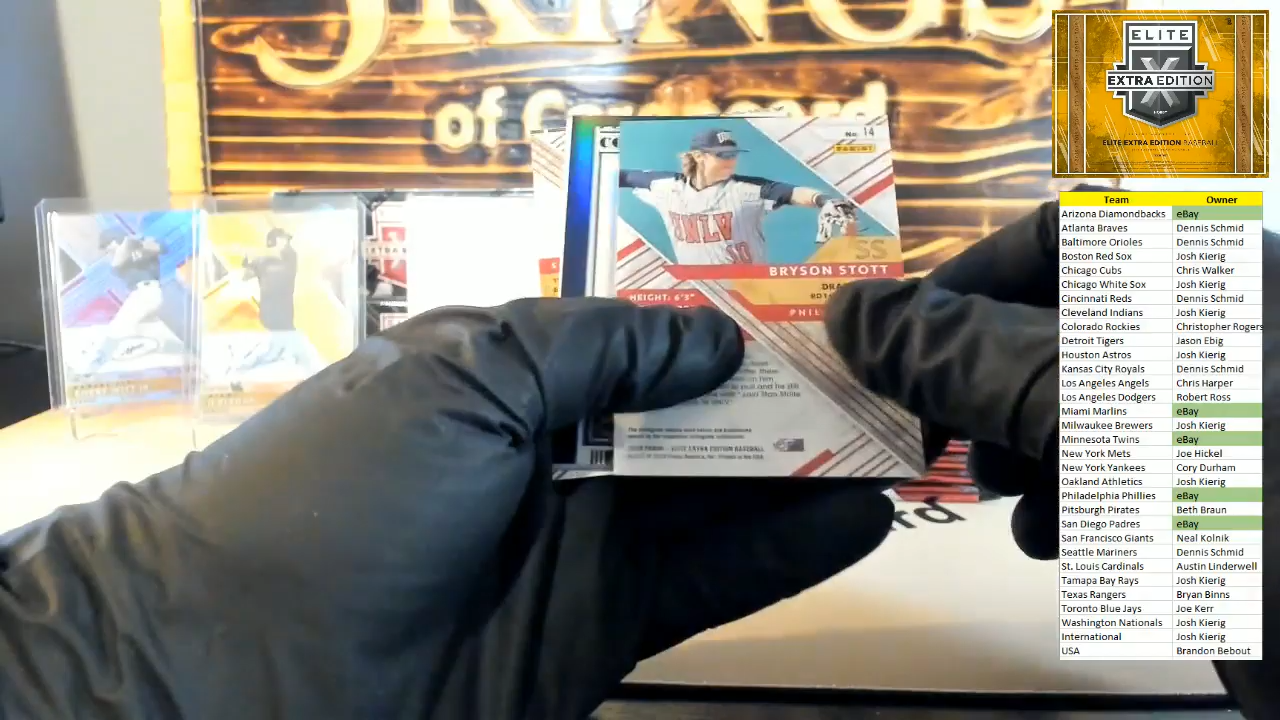 KINGS
of Cardboard
ELITE
EXTRA EDITION
X
ELITE EXTRA EDITION BASEBALL
No. 14
PANINI
UNLV
10
SS
BRYSON STOTT
HEIGHT: 6'3"
PHIL
Team Owner
Arizona Diamondbacks eBay
Atlanta Braves Dennis Schmid
Baltimore Orioles Dennis Schmid
Boston Red Sox Josh Kierig
Chicago Cubs Chris Walker
Chicago White Sox Josh Kierig
Cincinnati Reds Dennis Schmid
Cleveland Indians Josh Kierig
Colorado Rockies Christopher Rogers
Detroit Tigers Jason Ebig
Houston Astros Josh Kierig
Kansas City Royals Dennis Schmid
Los Angeles Angels Chris Harper
Los Angeles Dodgers Robert Ross
Miami Marlins eBay
Milwaukee Brewers Josh Kierig
Minnesota Twins eBay
New York Mets Joe Hickel
New York Yankees Cory Durham
Oakland Athletics Josh Kierig
Philadelphia Phillies eBay
Pittsburgh Pirates Beth Braun
San Diego Padres eBay
San Francisco Giants Neal Kolnik
Seattle Mariners Dennis Schmid
St. Louis Cardinals Austin Linderwell
Tamapa Bay Rays Josh Kierig
Texas Rangers Bryan Binns
Toronto Blue Jays Joe Kerr
Washington Nationals Josh Kierig
International Josh Kierig
USA Brandon Bebout